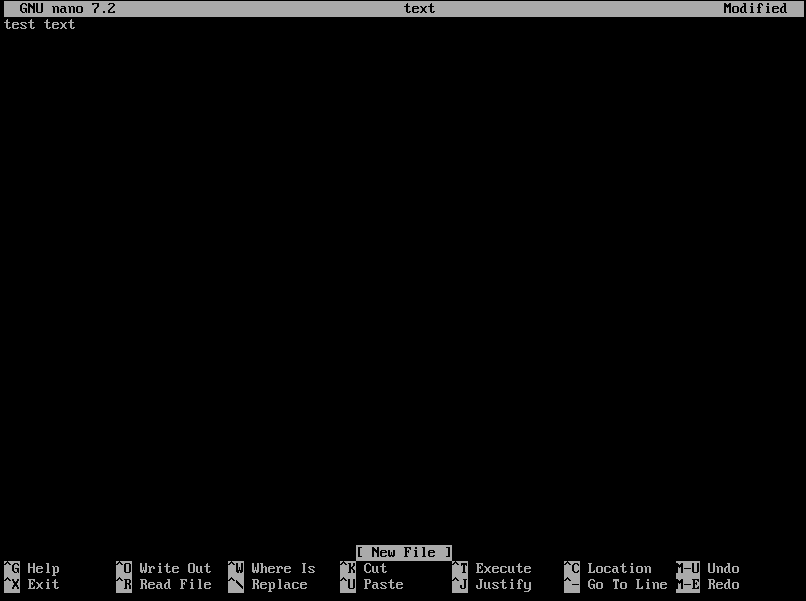 GNU nano 7.2 text Modified
test text
[ New File ]
^G Help ^O Write Out ^W Where Is ^K Cut ^T Execute ^C Location M-U Undo
^X Exit ^R Read File ^\ Replace ^U Paste ^J Justify ^- Go To Line M-E Redo